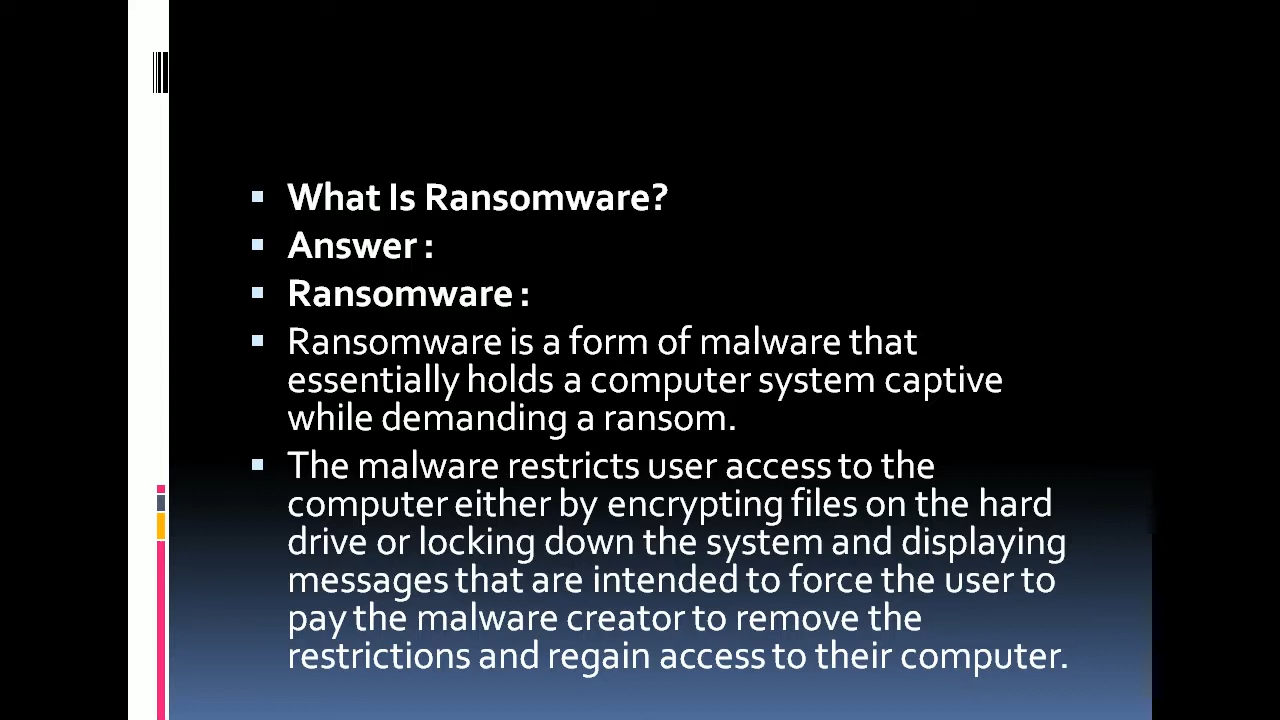 What Is Ransomware?
Answer :
Ransomware :
Ransomware is a form of malware that
essentially holds a computer system captive
while demanding a ransom.
The malware restricts user access to the
computer either by encrypting files on the hard
drive or locking down the system and displaying
messages that are intended to force the user to
pay the malware creator to remove the
restrictions and regain access to their computer.